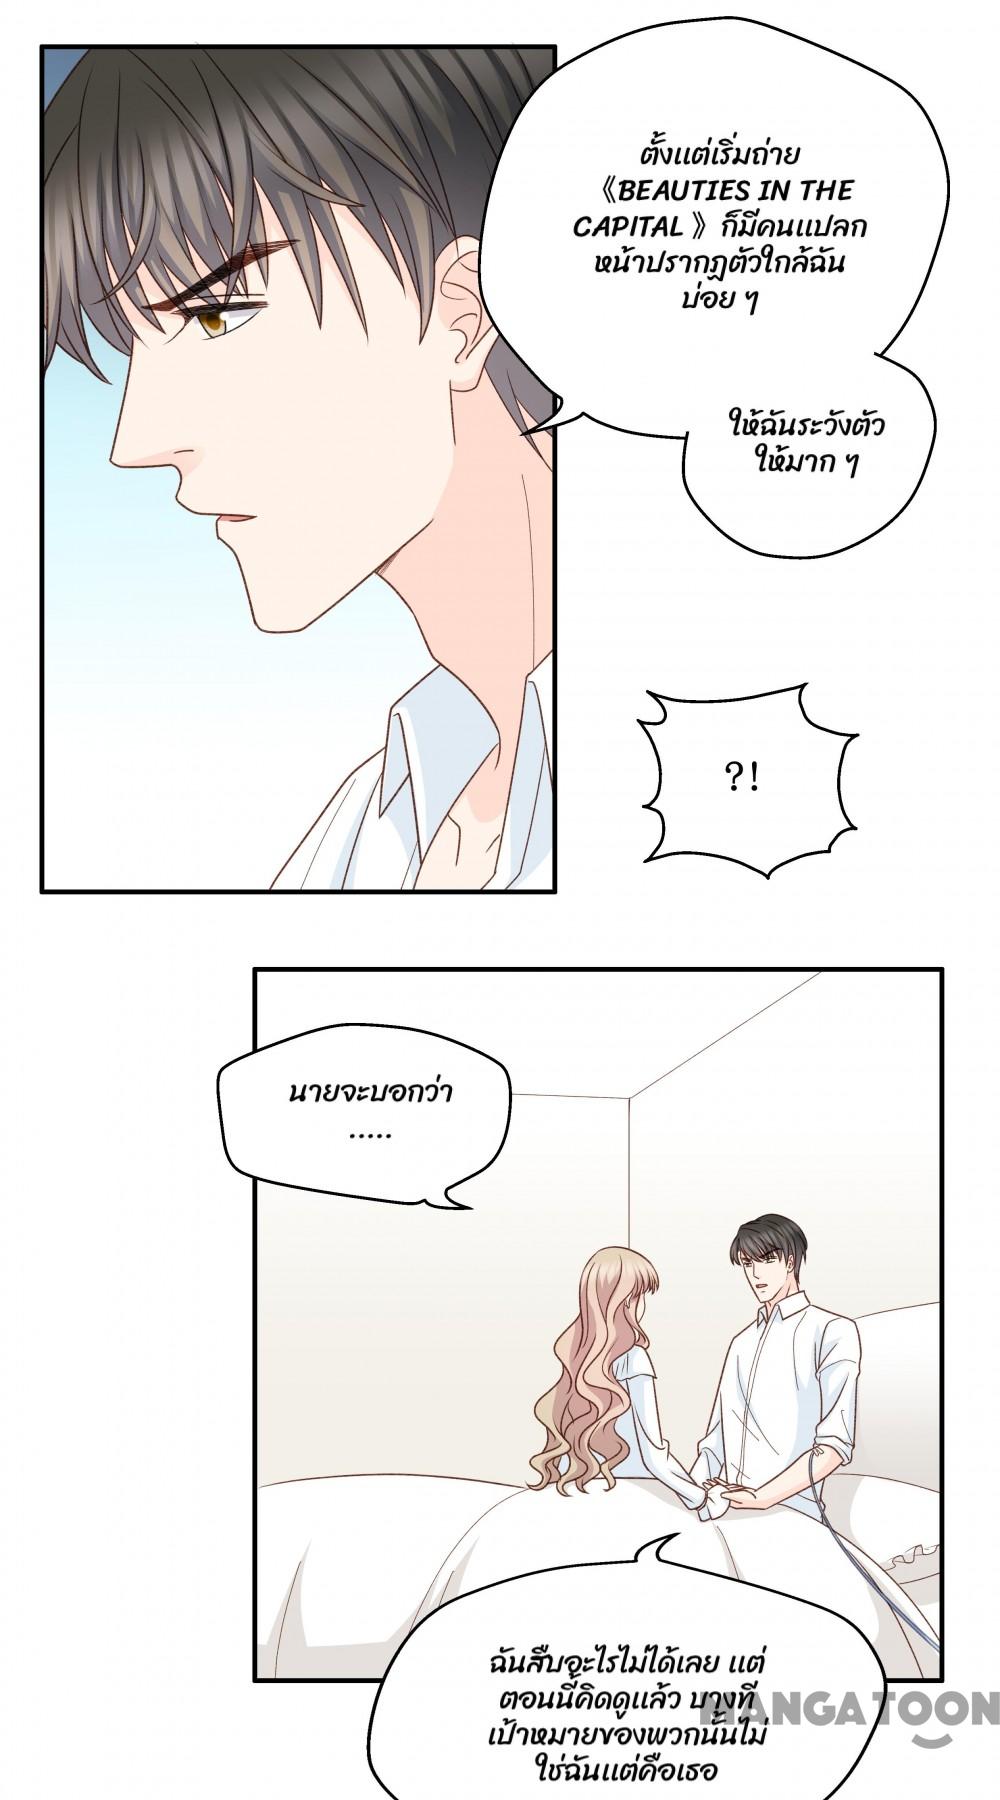 ตั้งแต่เริ่มถ่าย
《BEAUTIES IN THE
CAPITAL 》ก็มีคนแปลก
หน้าปรากฏตัวใกล้ฉัน
บ่อย ๆ
ให้ฉันระวังตัว
ให้มาก ๆ
?!
นายจะบอกว่า
.....
ฉันสืบอะไรไม่ได้เลย แต่
ตอนนี้คิดดูแล้ว บางที
เป้าหมายของพวกนั้นไม่
ใช่ฉันแต่คือเธอ
MANGATOON